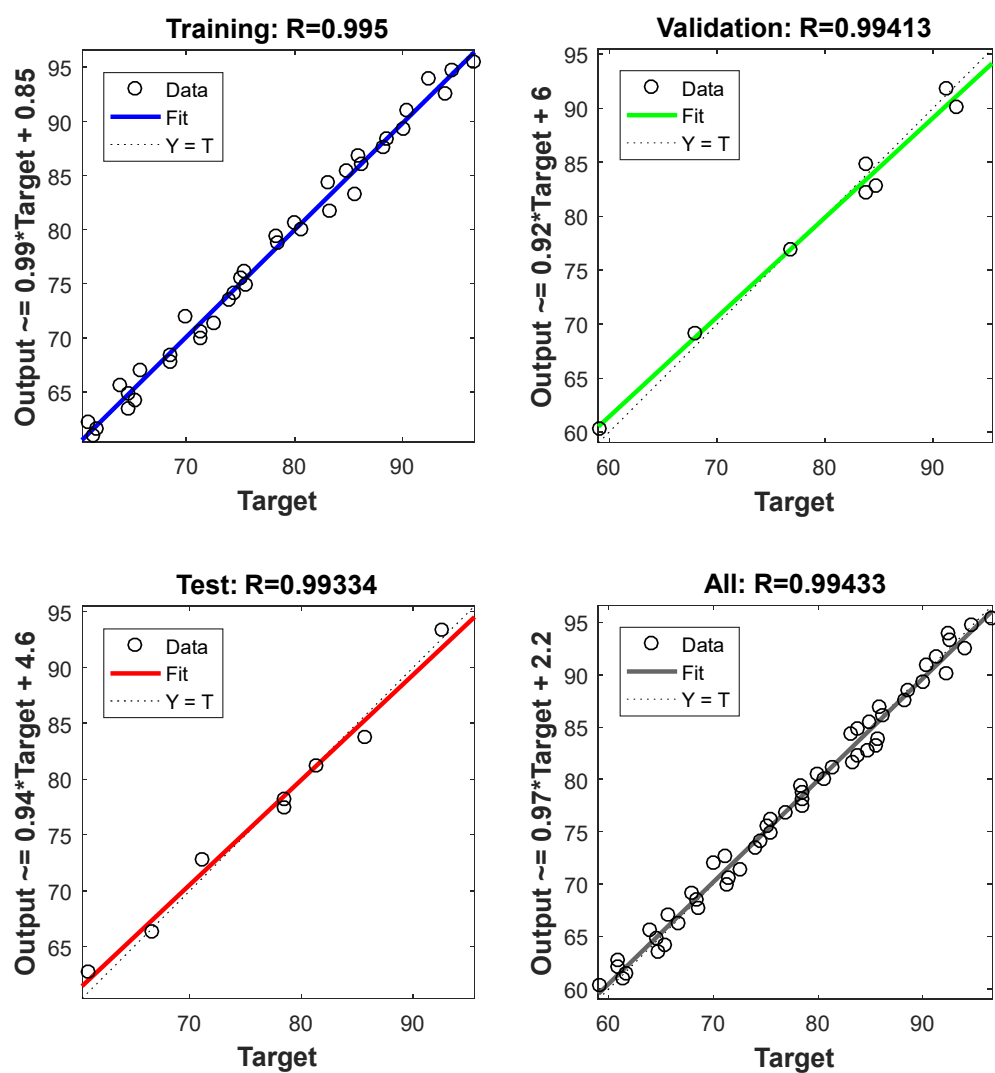 Training: R=0.995
Output ~= 0.99*Target + 0.85
95
90
85
80
75
70
65
Data
Fit
Y = T
70 80 90
Target
Validation: R=0.99413
Output ~= 0.92*Target + 6
95
90
85
80
75
70
65
60
Data
Fit
Y = T
60 70 80 90
Target
Test: R=0.99334
Output ~= 0.94*Target + 4.6
95
90
85
80
75
70
65
Data
Fit
Y = T
70 80 90
Target
All: R=0.99433
Output ~= 0.97*Target + 2.2
95
90
85
80
75
70
65
60
Data
Fit
Y = T
60 70 80 90
Target